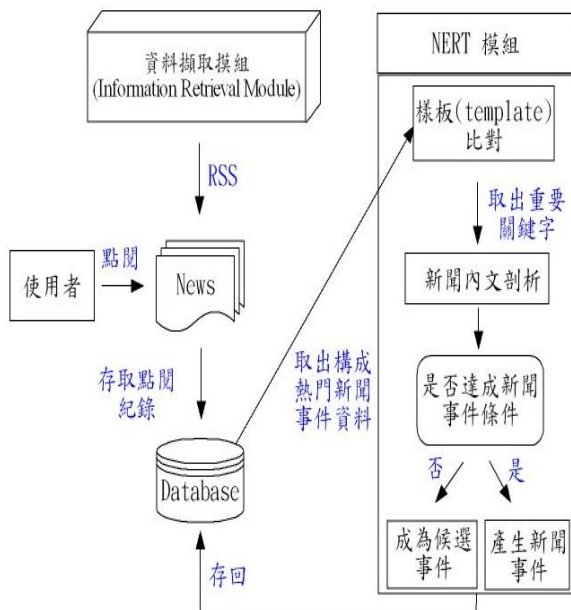 資料擷取模組
(Information Retrieval Module)
RSS
使用者
點閱
News
存取點閱
紀錄
Database
存回
取出構成
熱門新聞
事件資料
NERT 模組
樣板(template)
比對
取出重要
關鍵字
新聞內文剖析
是否達成新聞
事件條件
否
是
成為候選
事件
產生新聞
事件